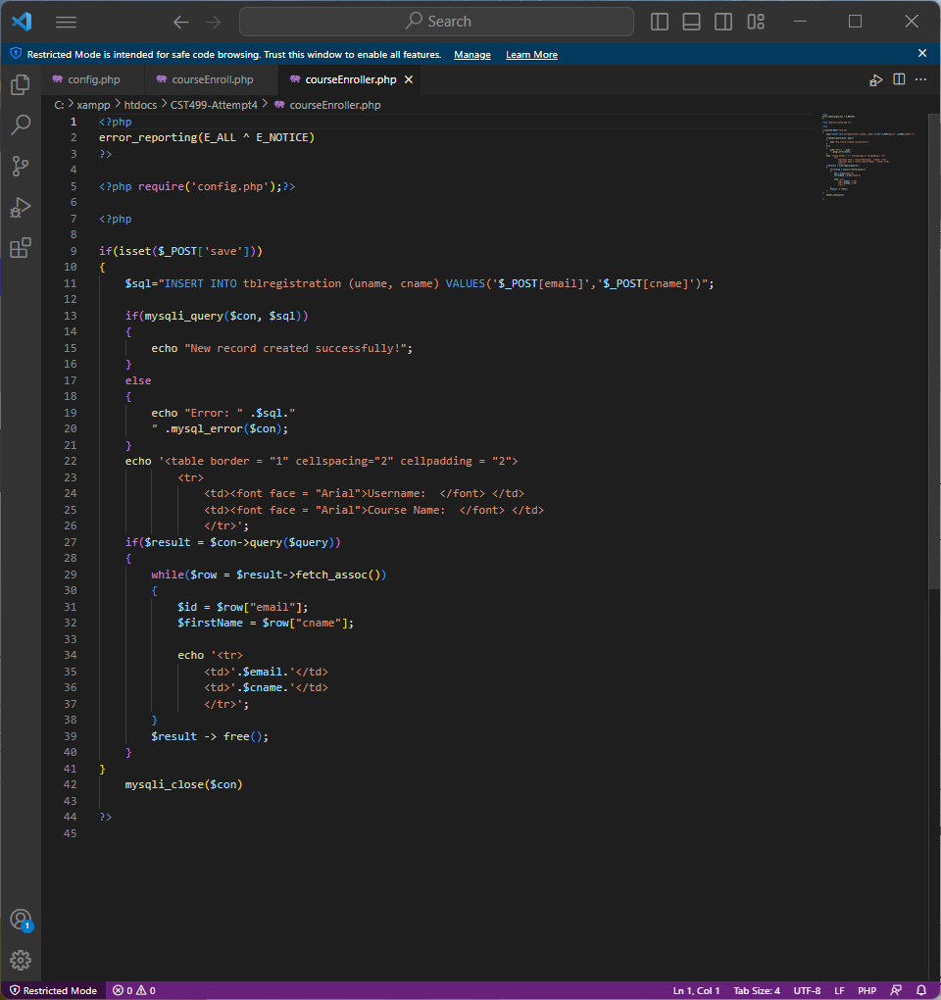 Search
Restricted Mode is intended for safe code browsing. Trust this window to enable all features. Manage Learn More
config.php courseEnroll.php courseEnroller.php
C: > xampp > htdocs > CST499-Attempt4 > courseEnroller.php
1 <?php
2 error_reporting(E_ALL ^ E_NOTICE)
3 ?>
4
5 <?php require('config.php');?>
6
7 <?php
8
9 if(isset($_POST['save']))
10 {
11 $sql="INSERT INTO tblregistration (uname, cname) VALUES('$_POST[email]','$_POST[cname]')";
12
13 if(mysqli_query($con, $sql))
14 {
15 echo "New record created successfully!";
16 }
17 else
18 {
19 echo "Error: " .$sql."
20 " .mysql_error($con);
21 }
22 echo '<table border = "1" cellspacing="2" cellpadding = "2">
23 <tr>
24 <td><font face = "Arial">Username:  </font> </td>
25 <td><font face = "Arial">Course Name:  </font> </td>
26 </tr>';
27 if($result = $con->query($query))
28 {
29 while($row = $result->fetch_assoc())
30 {
31 $id = $row["email"];
32 $firstName = $row["cname"];
33
34 echo '<tr>
35 <td>'.$email.'</td>
36 <td>'.$cname.'</td>
37 </tr>';
38 }
39 $result -> free();
40 }
41 }
42 mysqli_close($con)
43
44 ?>
45
1
Restricted Mode 0 0 Ln 1, Col 1 Tab Size: 4 UTF-8 LF PHP